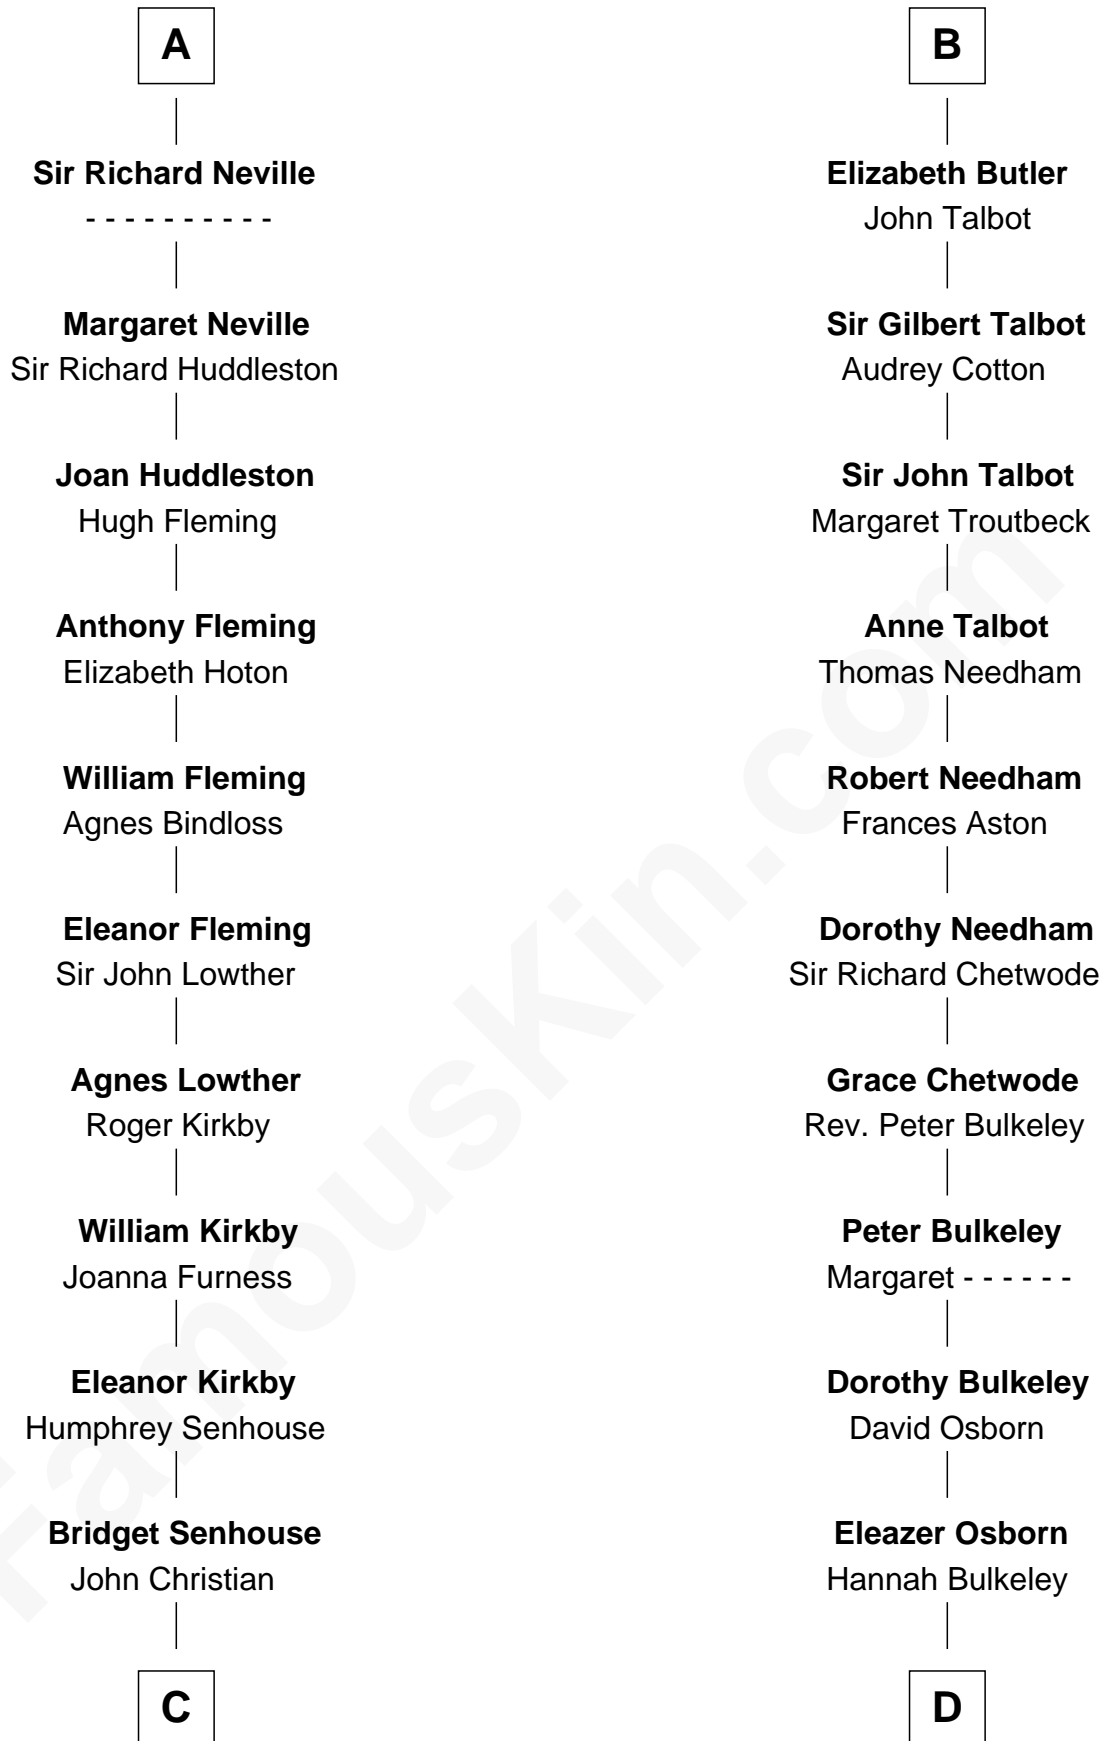 A
Sir Richard Neville
- - - - - - - - - -
Margaret Neville
Sir Richard Huddleston
Joan Huddleston
Hugh Fleming
Anthony Fleming
Elizabeth Hoton
William Fleming
Agnes Bindloss
Eleanor Fleming
Sir John Lowther
Agnes Lowther
Roger Kirkby
William Kirkby
Joanna Furness
Eleanor Kirkby
Humphrey Senhouse
Bridget Senhouse
John Christian
C
B
Elizabeth Butler
John Talbot
Sir Gilbert Talbot
Audrey Cotton
Sir John Talbot
Margaret Troutbeck
Anne Talbot
Thomas Needham
Robert Needham
Frances Aston
Dorothy Needham
Sir Richard Chetwode
Grace Chetwode
Rev. Peter Bulkeley
Peter Bulkeley
Margaret - - - - - -
Dorothy Bulkeley
David Osborn
Eleazer Osborn
Hannah Bulkeley
D
FamousKin.com